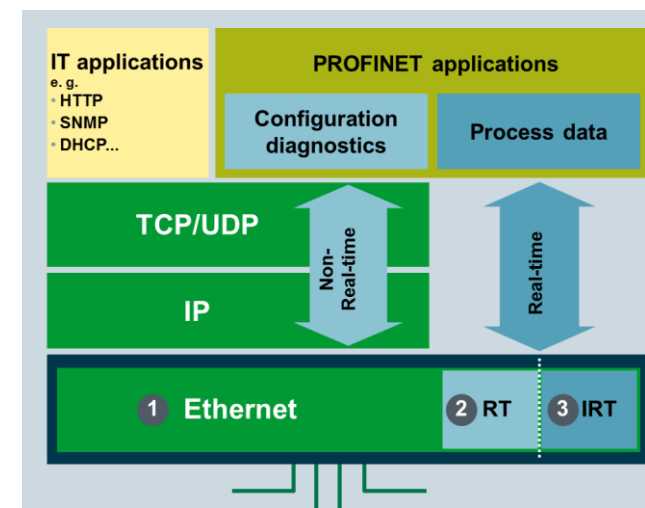 IT applications
e. g.
• HTTP
• SNMP
• DHCP...
PROFINET applications
Configuration
diagnostics
Process data
TCP/UDP
IP
Non-
Real-time
Real-time
1 Ethernet
2 RT
3 IRT